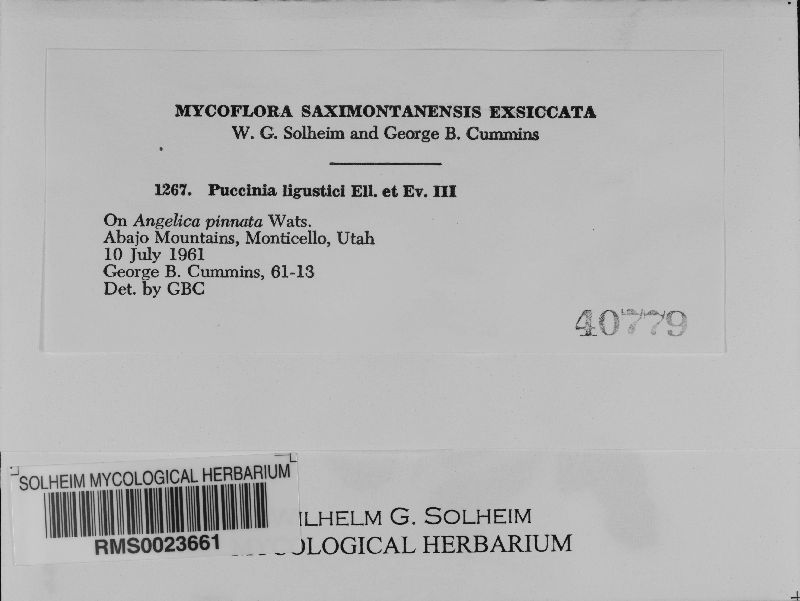 MYCOFLORA SAXIMONTANENSIS EXSICCATA
W. G. Solheim and George B. Cummins
1267. Puccinia ligustici Ell. et Ev. III
On Angelica pinnata Wats.
Abajo Mountains, Monticello, Utah
10 July 1961
George B. Cummins, 61-13
Det. by GBC
40779
SOLHEIM MYCOLOGICAL HERBARIUM
RMS0023661
ILHELM G. SOLHEIM
OLOGICAL HERBARIUM